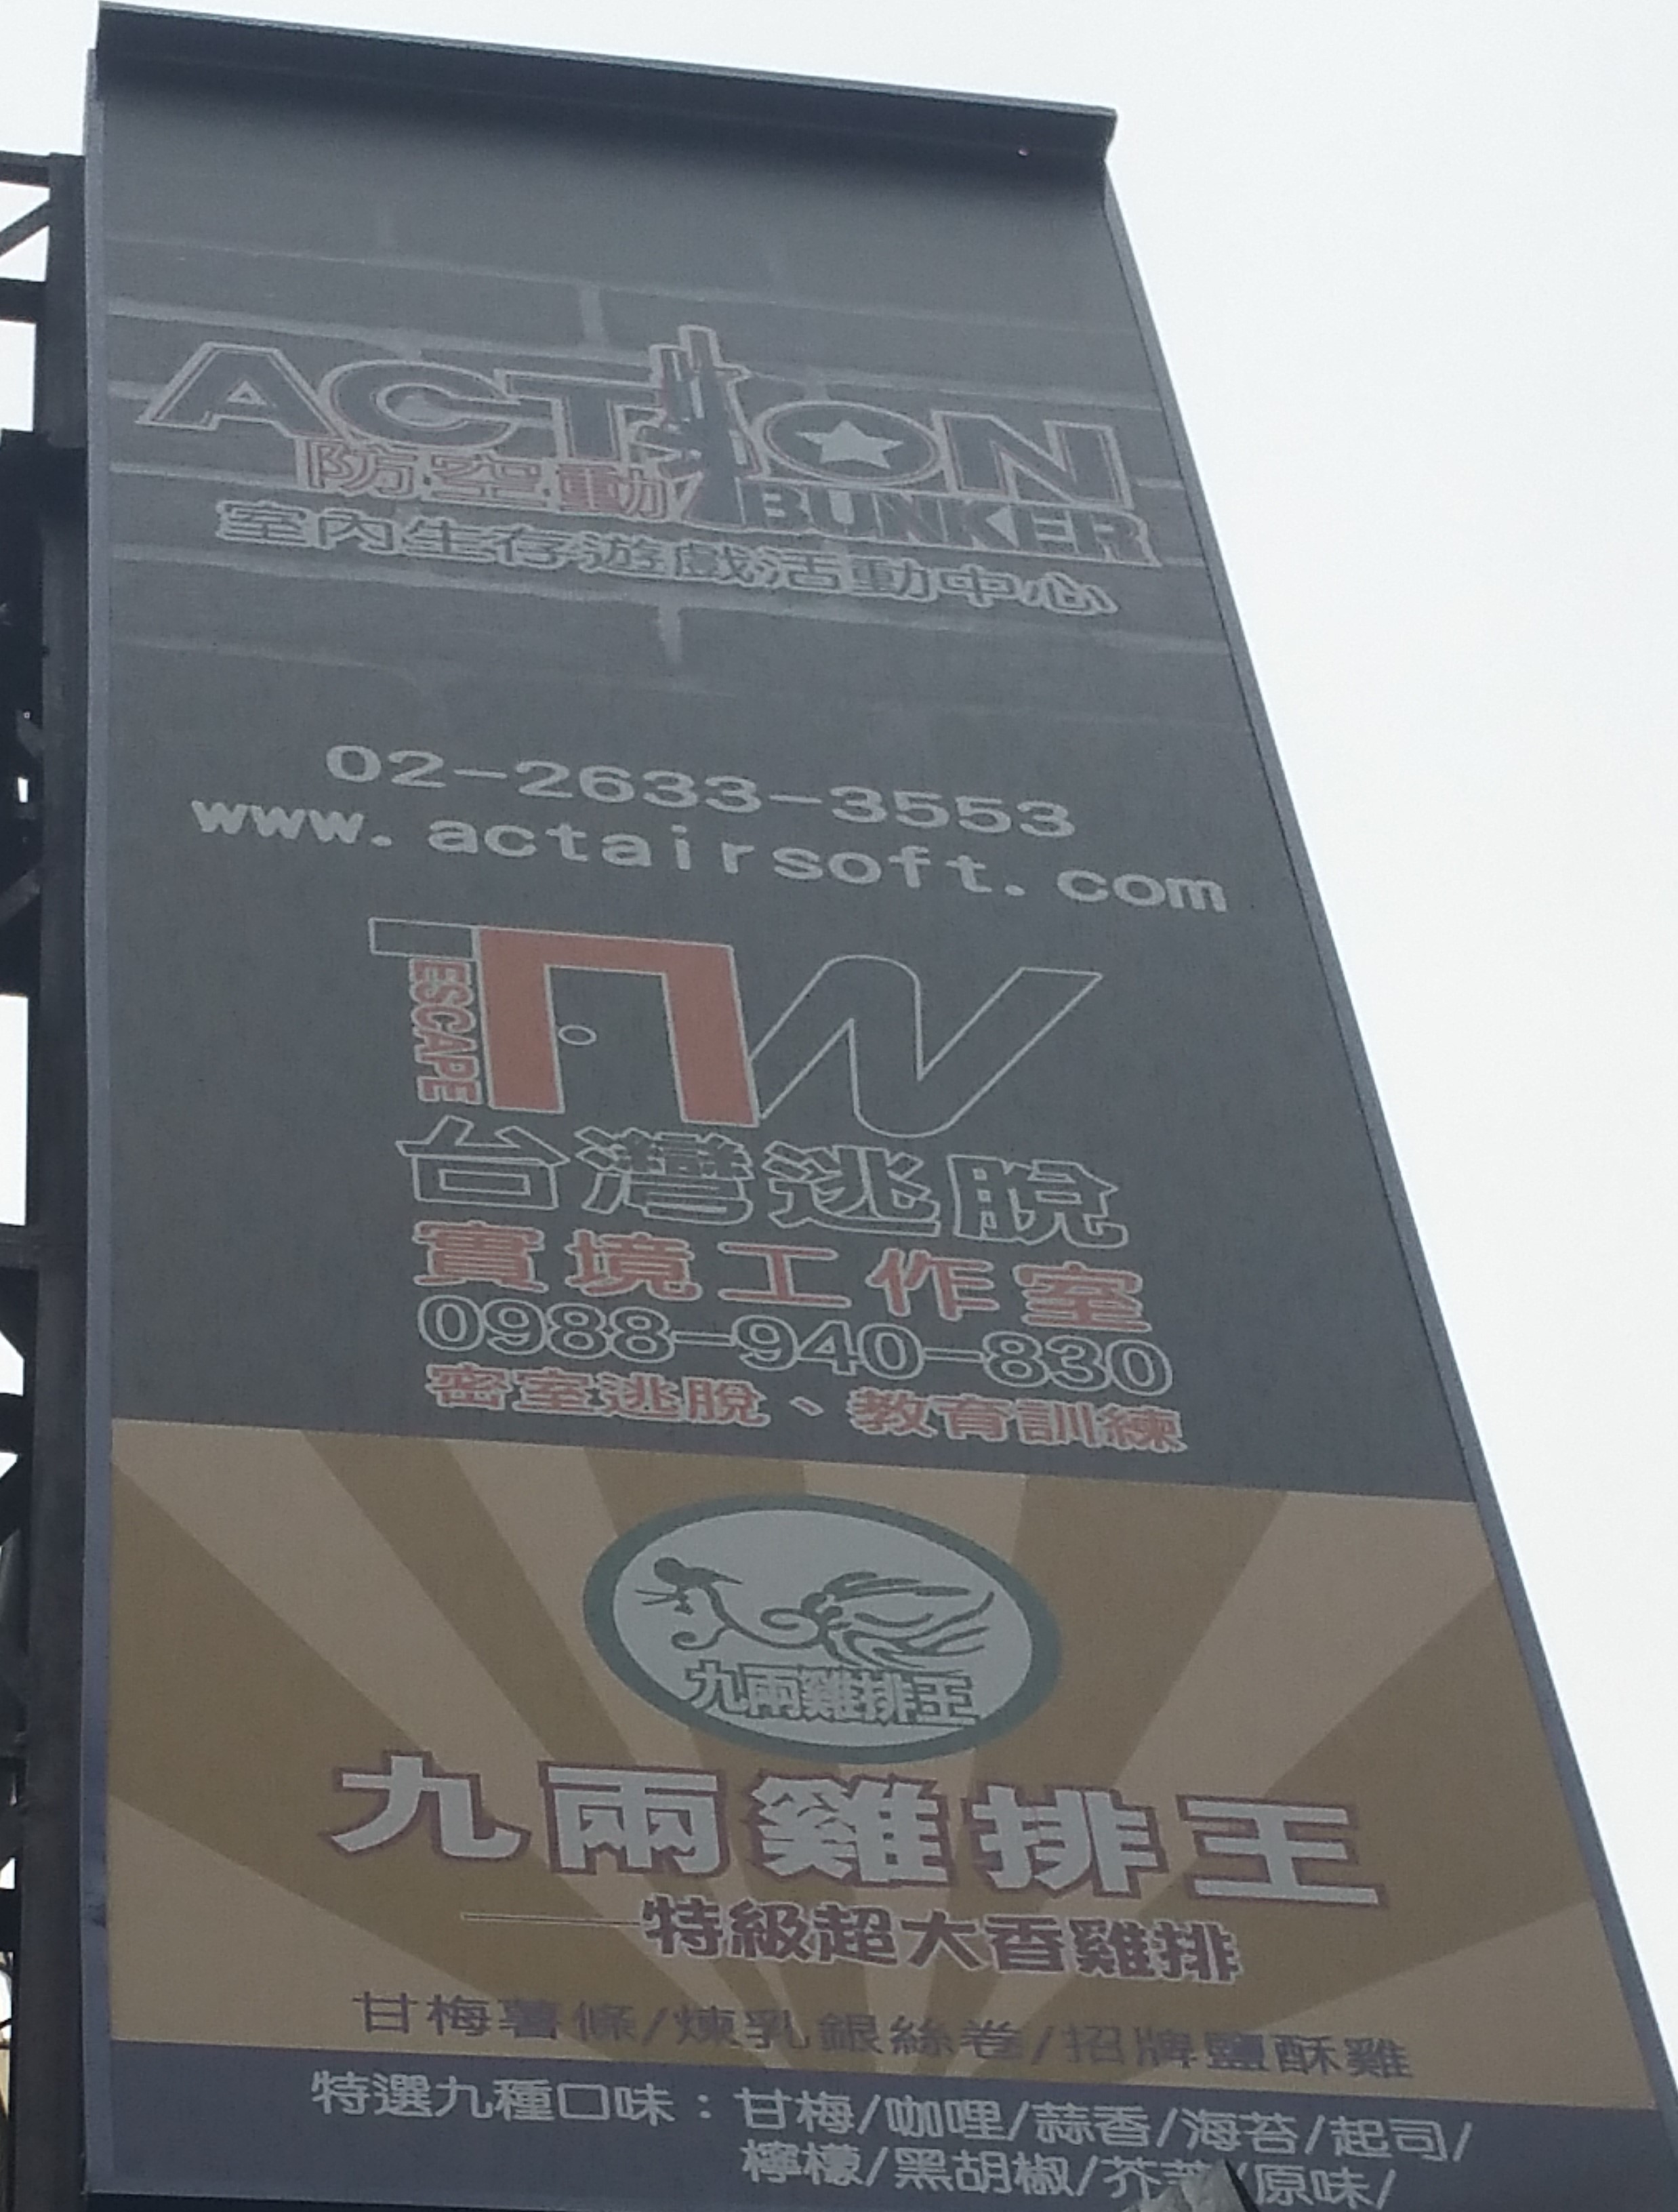 ACTION
防空動
BUNKER
室內生存遊戲活動中心
02-2633-3553
www.actairsoft.com
TW
ESCAPE
台灣逃脫
實境工作室
0988-940-830
密室逃脫、教育訓練
九兩雞排王
九兩雞排王
特級超大香雞排
甘梅薯條/煉乳銀絲卷/招牌鹽酥雞
特選九種口味：甘梅/咖哩/蒜香/海苔/起司/
檸檬/黑胡椒/芥末/原味/